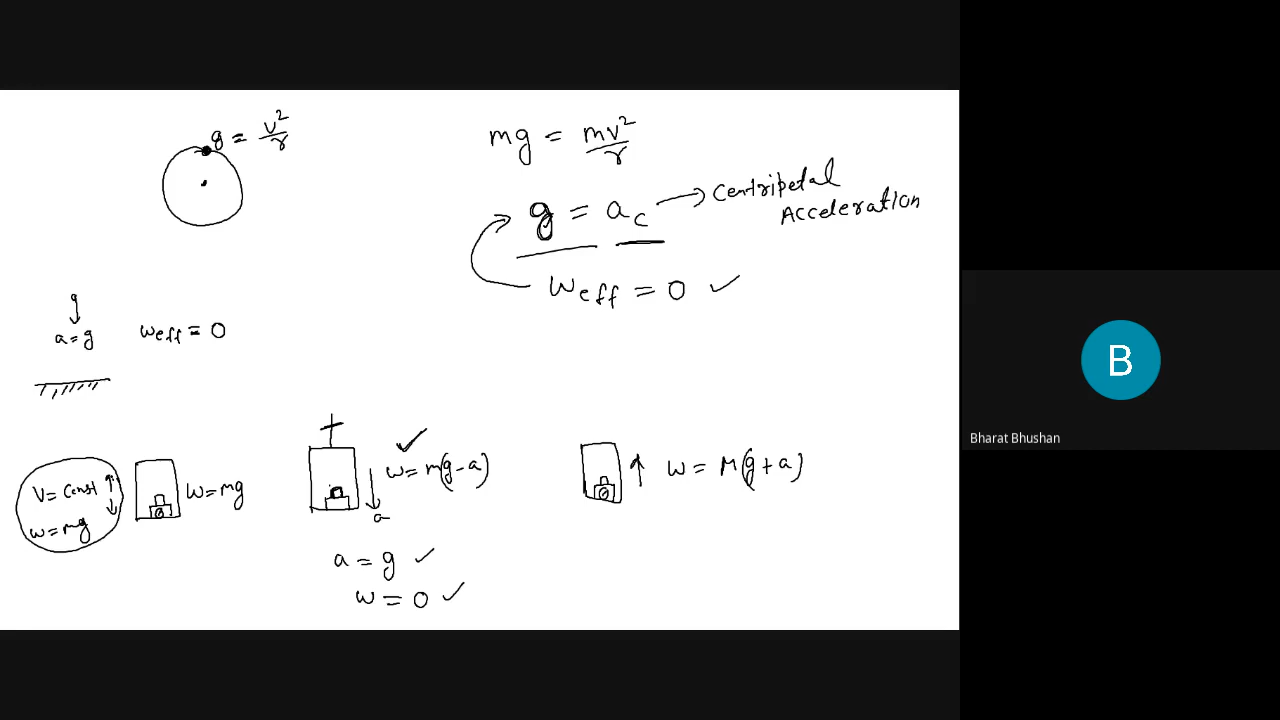 g = v²/r
mg = mv²/r
g = a_c → Centripetal
Acceleration
W_eff = 0 ✓
g
a = g
W_eff = 0
V = Const ↑↓
W = mg
W = mg
W = m(g - a) ✓
a
a = g ✓
W = 0 ✓
↑ W = M(g + a)
B
Bharat Bhushan